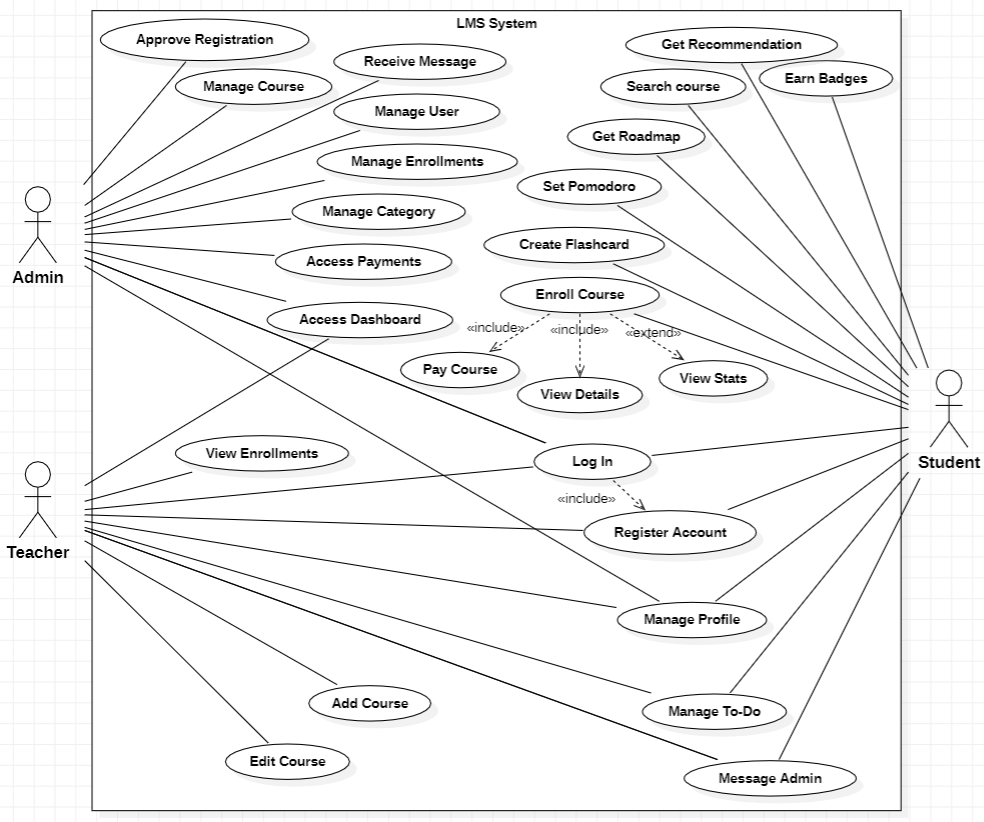 LMS System
Approve Registration
Get Recommendation
Receive Message
Earn Badges
Manage Course
Search course
Manage User
Get Roadmap
Manage Enrollments
Set Pomodoro
Manage Category
Create Flashcard
Access Payments
Admin
Enroll Course
Access Dashboard
«include»
«include»
«extend»
Pay Course
View Stats
View Details
View Enrollments
Log In
Student
«include»
Register Account
Teacher
Manage Profile
Add Course
Manage To-Do
Edit Course
Message Admin